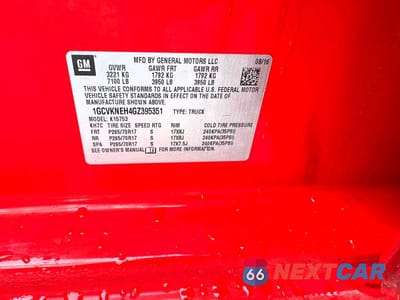 GM
MFD BY GENERAL MOTORS LLC
GVWR GAWR FRT GAWR RR 08/16
3221 KG 1792 KG 1792 KG
7100 LB 3950 LB 3950 LB
THIS VEHICLE CONFORMS TO ALL APPLICABLE U.S. FEDERAL MOTOR
VEHICLE SAFETY STANDARDS IN EFFECT ON THE DATE OF
MANUFACTURE SHOWN ABOVE.
1GCVKNEH4GZ395351 TYPE: TRUCK
MODEL: K15753
TIRE SIZE SPEED RTG RIM COLD TIRE PRESSURE
FRT P265/70R17 S 17X8J 240KPA(35PSI)
RR P265/70R17 S 17X8J 240KPA(35PSI)
SPA P265/70R17 S 17X7.5J 240KPA(35PSI)
SEE OWNER'S MANUAL FOR MORE INFORMATION.
66 NEXTCAR